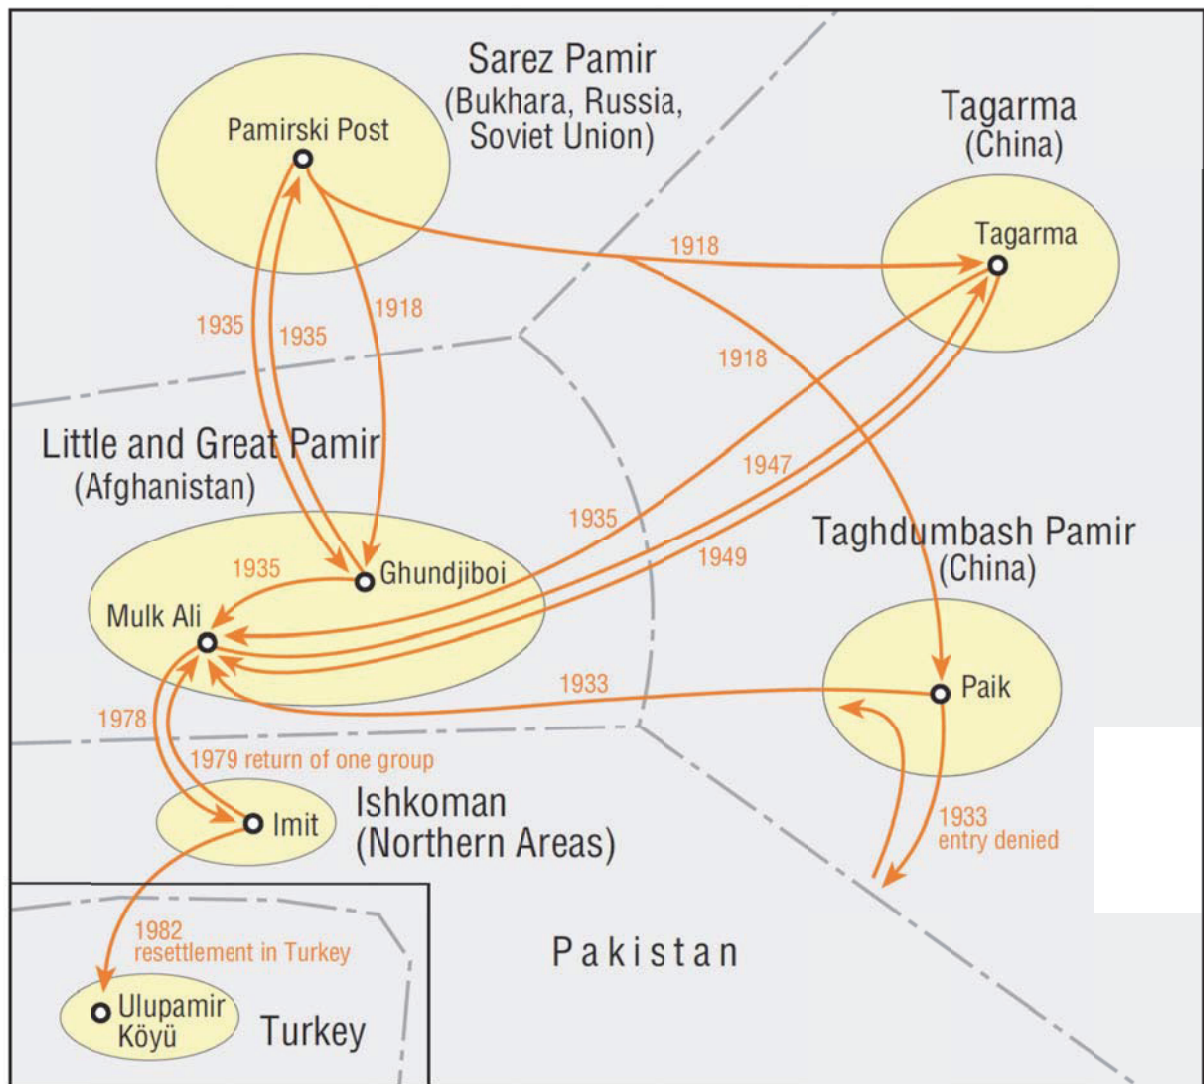 Sarez Pamir
(Bukhara, Russia,
Soviet Union)
Pamirski Post
Tagarma
(China)
Tagarma
1918
1918
1935
1935
1918
Little and Great Pamir
(Afghanistan)
1947
1935
1949
Taghdumbash Pamir
(China)
1935
Ghundjiboi
Mulk Ali
1933
Paik
1978
1979 return of one group
Imit
Ishkoman
(Northern Areas)
1933
entry denied
1982
resettlement in Turkey
Pakistan
Ulupamir
Köyü
Turkey